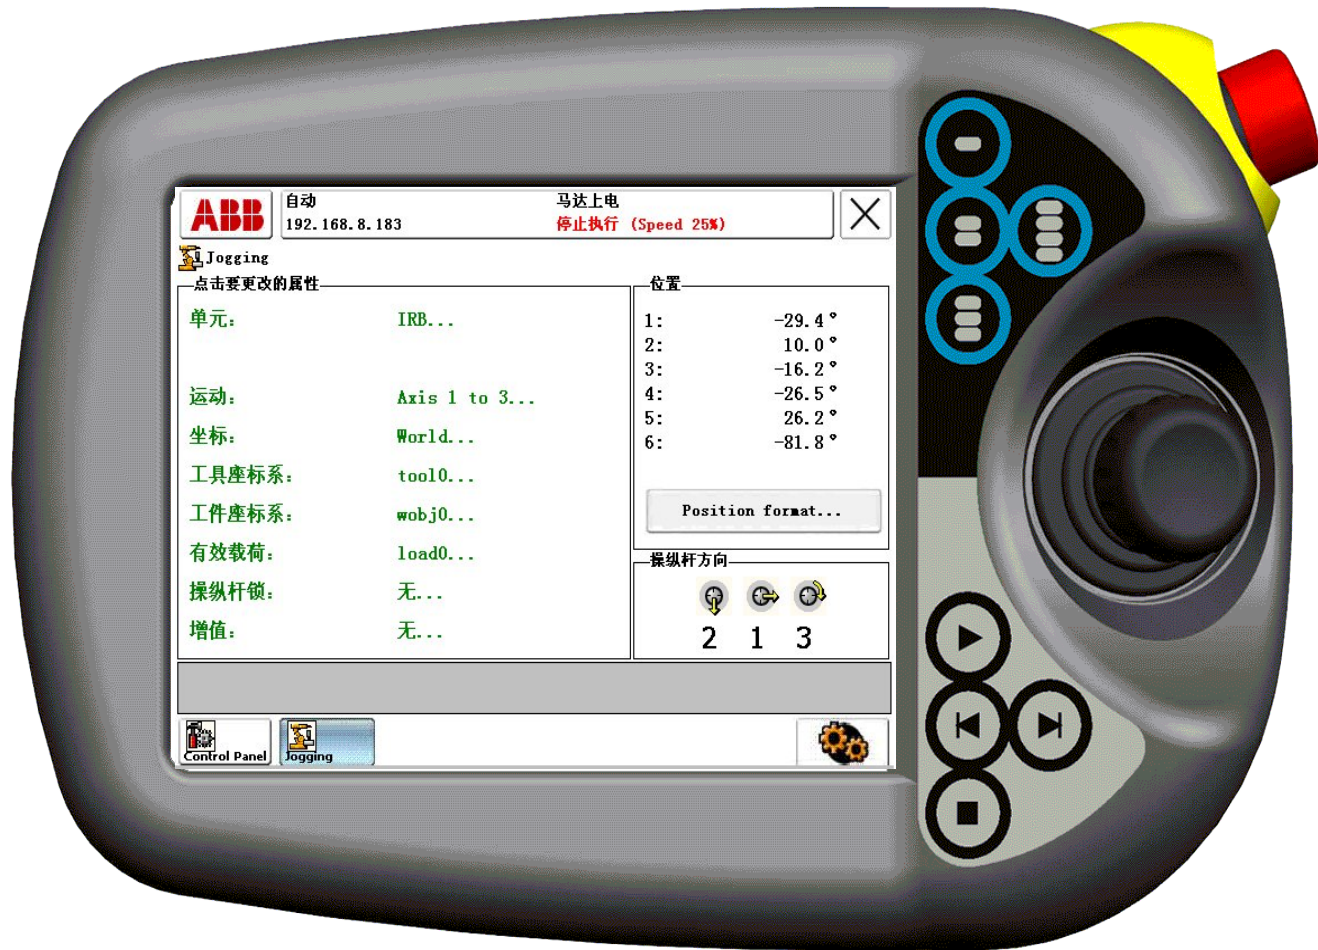 ABB
自动
马达上电
192.168.8.183
停止执行 (Speed 25%)
Jogging
点击要更改的属性
单元: IRB...
运动: Axis 1 to 3...
坐标: World...
工具座标系: tool0...
工件座标系: wobj0...
有效载荷: load0...
操纵杆锁: 无...
增值: 无...
位置
1: -29.4°
2: 10.0°
3: -16.2°
4: -26.5°
5: 26.2°
6: -81.8°
Position format...
操纵杆方向
2 1 3
Control Panel
Jogging